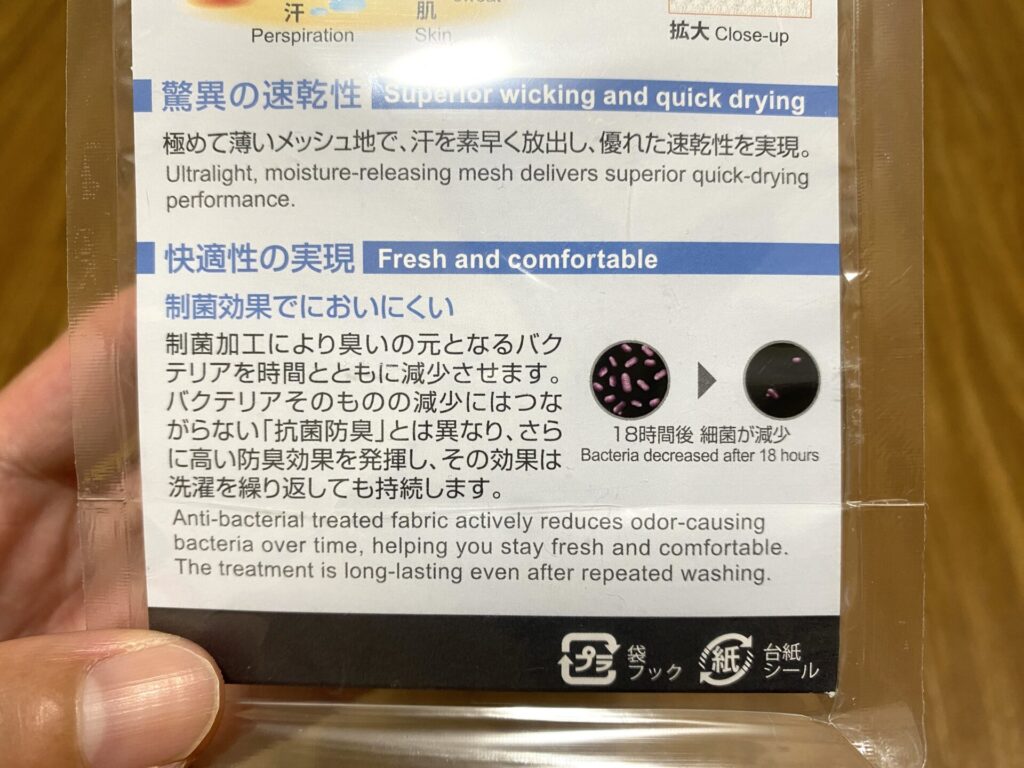 汗
Perspiration
肌
Skin
拡大 Close-up
驚異の速乾性 Superior wicking and quick drying
極めて薄いメッシュ地で、汗を素早く放出し、優れた速乾性を実現。
Ultralight, moisture-releasing mesh delivers superior quick-drying
performance.
快適性の実現 Fresh and comfortable
制菌効果でにおいにくい
制菌加工により臭いの元となるバク
テリアを時間とともに減少させます。
バクテリアそのものの減少にはつな
がらない「抗菌防臭」とは異なり、さら
に高い防臭効果を発揮し、その効果は
洗濯を繰り返しても持続します。
18時間後 細菌が減少
Bacteria decreased after 18 hours
Anti-bacterial treated fabric actively reduces odor-causing
bacteria over time, helping you stay fresh and comfortable.
The treatment is long-lasting even after repeated washing.
プラ 袋
フック
紙 台紙
シール